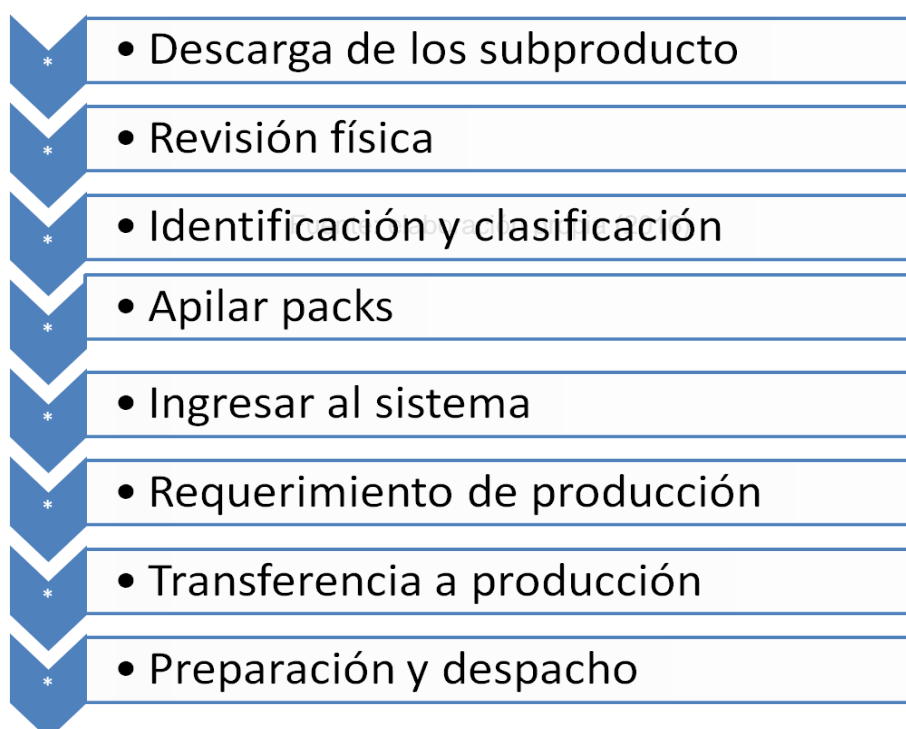 * • Descarga de los subproducto
* • Revisión física
* • Identificación y clasificación
* • Apilar packs
* • Ingresar al sistema
* • Requerimiento de producción
* • Transferencia a producción
* • Preparación y despacho